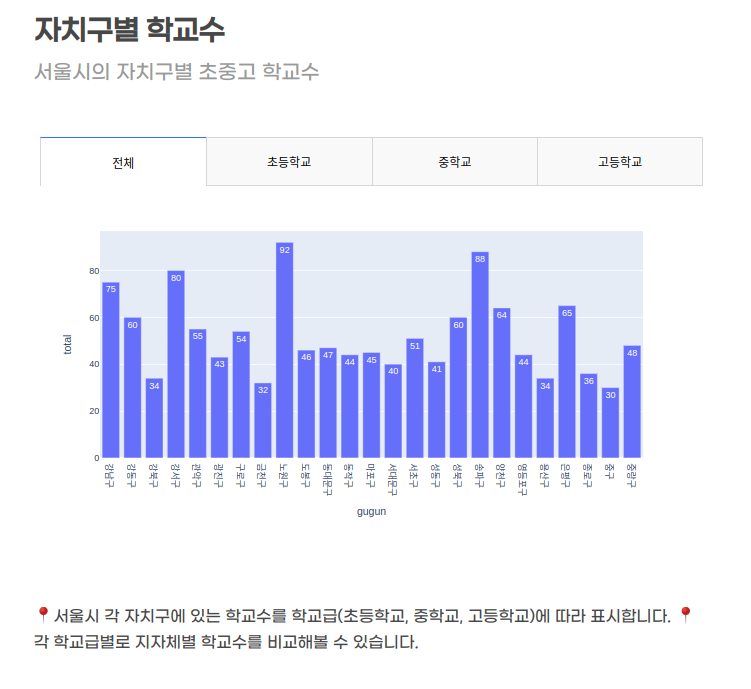 자치구별 학교수
서울시의 자치구별 초중고 학교수
전체 초등학교 중학교 고등학교
total
80
60
40
20
0
75 60 34 80 55 43 54 32 92 46 47 44 45 40 51 41 60 88 64 44 34 65 36 30 48
강남구 강동구 강북구 강서구 관악구 광진구 구로구 금천구 노원구 도봉구 동대문구 동작구 마포구 서대문구 서초구 성동구 성북구 송파구 양천구 영등포구 용산구 은평구 종로구 중구 중랑구
gugun
📍서울시 각 자치구에 있는 학교수를 학교급(초등학교, 중학교, 고등학교)에 따라 표시합니다. 📍
각 학교급별로 지자체별 학교수를 비교해볼 수 있습니다.